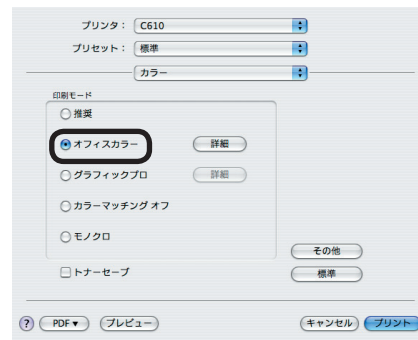 プリンタ： C610
プリセット： 標準
カラー
印刷モード
推奨
オフィスカラー 詳細
グラフィックプロ 詳細
カラーマッチング オフ
モノクロ
その他
トナーセーブ 標準
? PDF▼ プレビュー キャンセル プリント